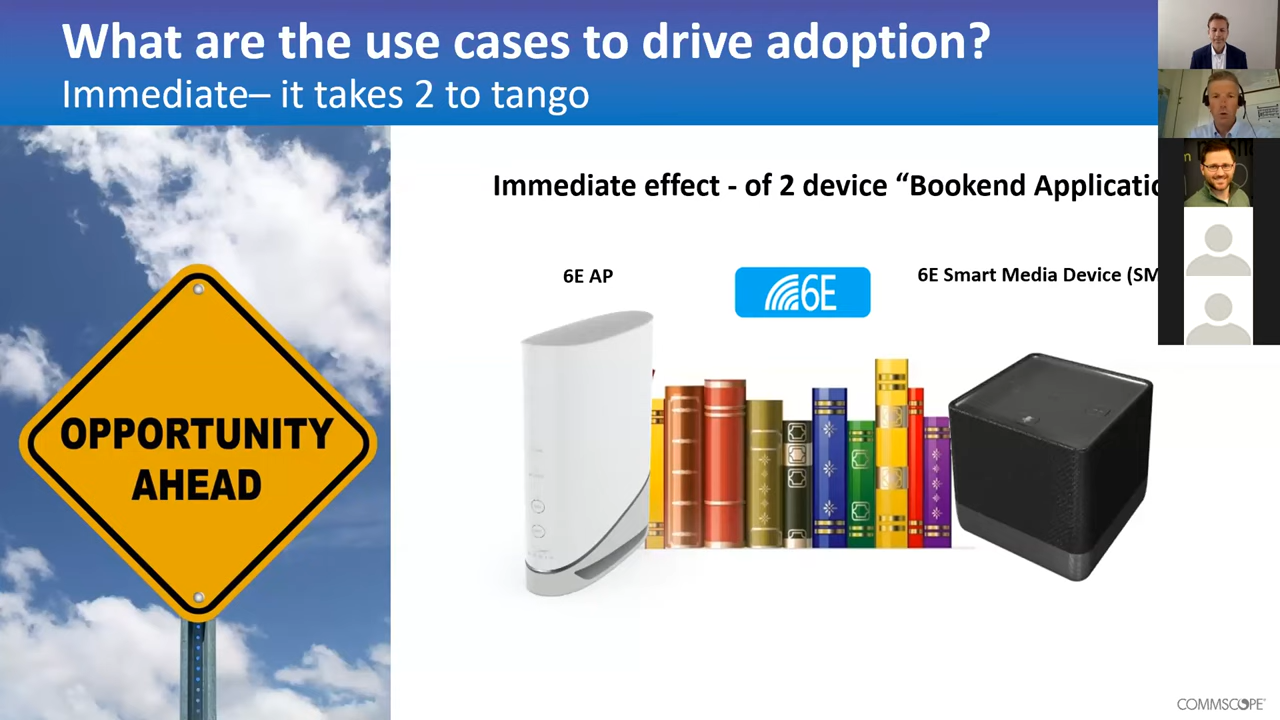 What are the use cases to drive adoption?
Immediate– it takes 2 to tango
Immediate effect - of 2 device “Bookend Applicatio
6E AP
6E
6E Smart Media Device (SM
OPPORTUNITY
AHEAD
COMMSCOPE